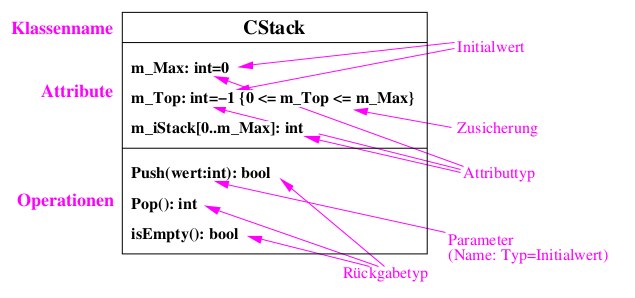 Klassenname
CStack
Initialwert
Attribute
m_Max: int=0
m_Top: int=−1 {0 <= m_Top <= m_Max}
m_iStack[0..m_Max]: int
Zusicherung
Attributtyp
Operationen
Push(wert:int): bool
Pop(): int
isEmpty(): bool
Parameter
(Name: Typ=Initialwert)
Rückgabetyp